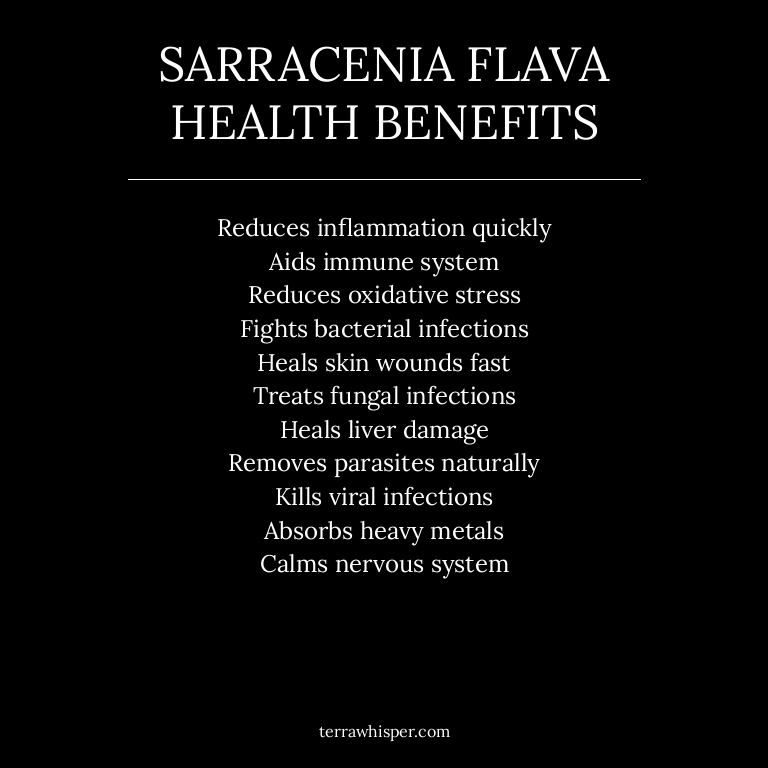 SARRACENIA FLAVA
HEALTH BENEFITS
Reduces inflammation quickly
Aids immune system
Reduces oxidative stress
Fights bacterial infections
Heals skin wounds fast
Treats fungal infections
Heals liver damage
Removes parasites naturally
Kills viral infections
Absorbs heavy metals
Calms nervous system
terrawhisper.com